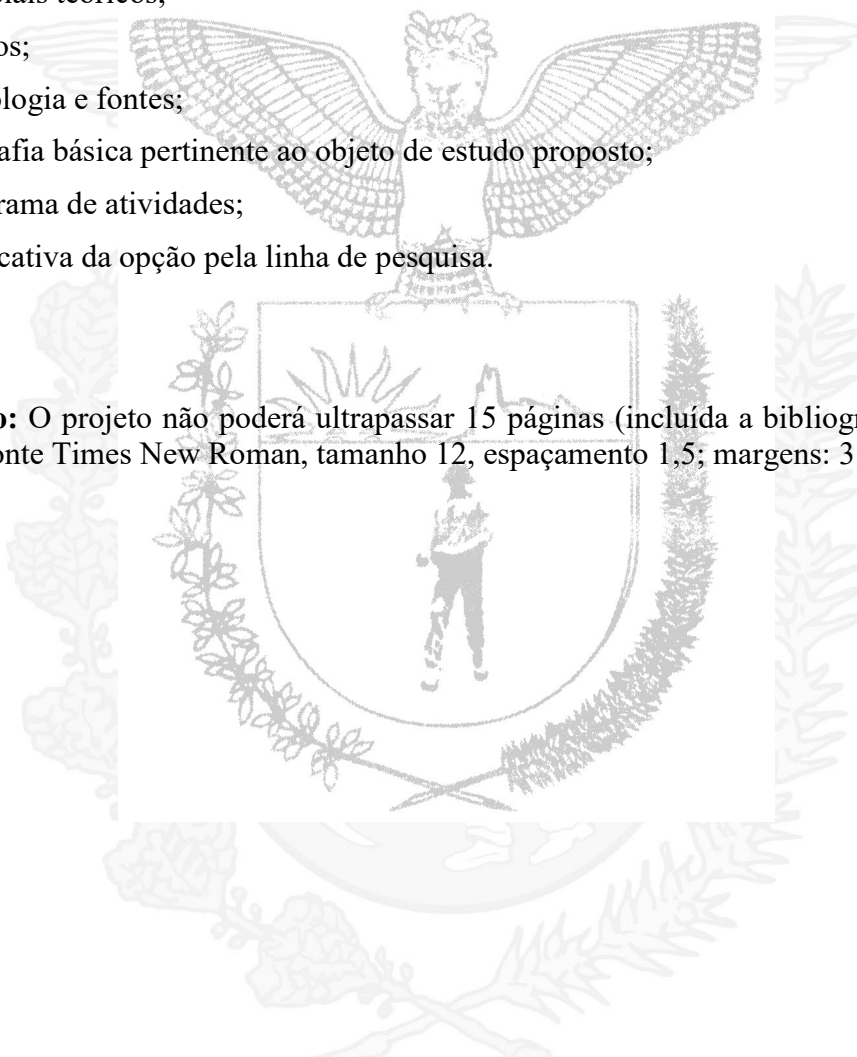 ciais teóricos;
os;
ologia e fontes;
afia básica pertinente ao objeto de estudo proposto;
rama de atividades;
icativa da opção pela linha de pesquisa.
o: O projeto não poderá ultrapassar 15 páginas (incluída a bibliogr
onte Times New Roman, tamanho 12, espaçamento 1,5; margens: 3